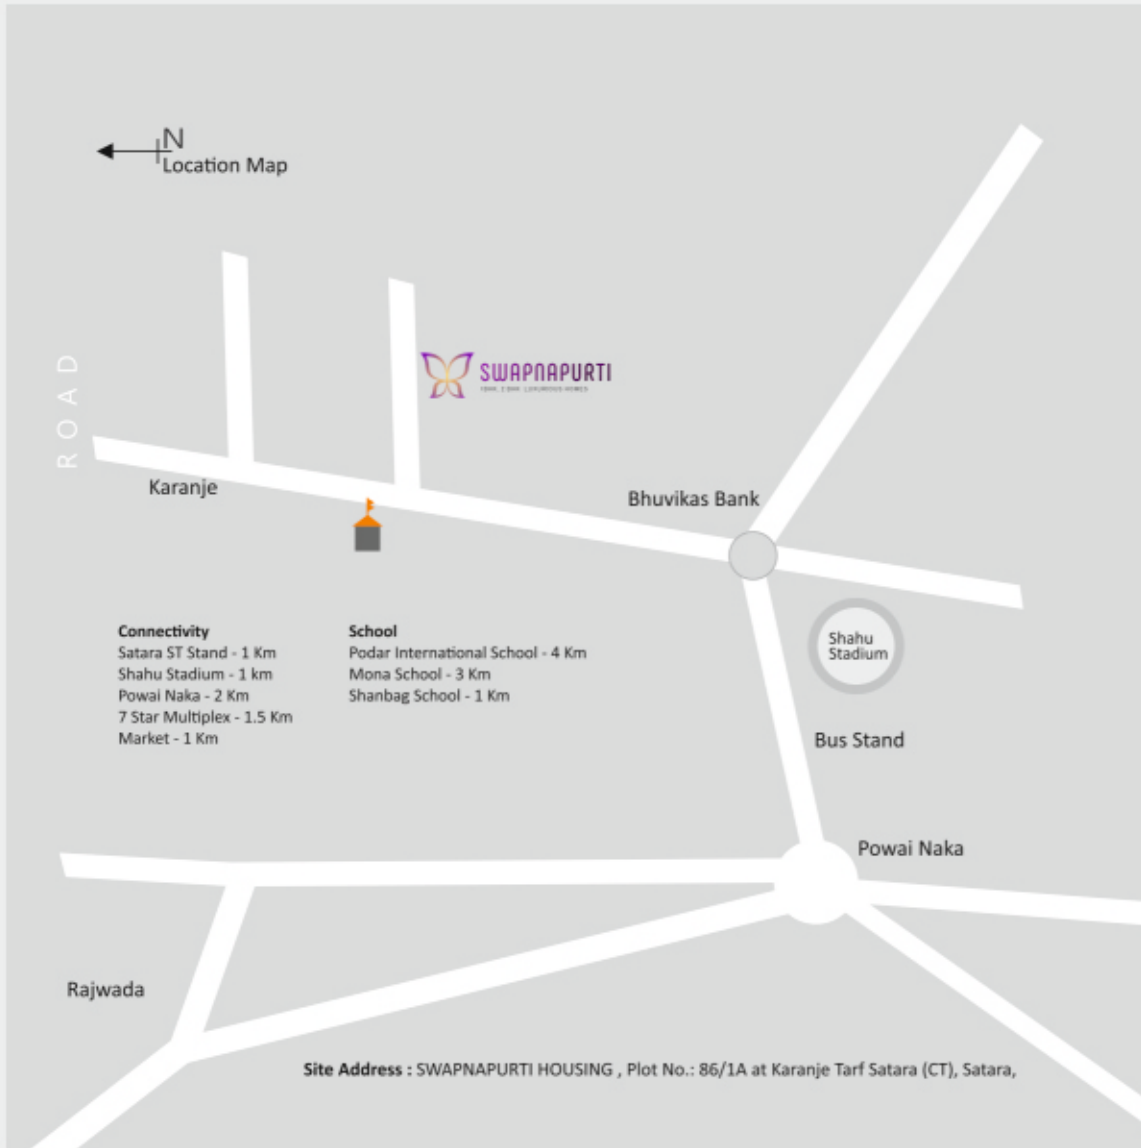 N
Location Map
ROAD
SWAPNAPURTI
Karanje
Bhuvikas Bank
Shahu
Stadium
Connectivity
Satara ST Stand - 1 Km
Shahu Stadium - 1 km
Powai Naka - 2 Km
7 Star Multiplex - 1.5 Km
Market - 1 Km
School
Podar International School - 4 Km
Mona School - 3 Km
Shanbag School - 1 Km
Bus Stand
Powai Naka
Rajwada
Site Address : SWAPNAPURTI HOUSING , Plot No.: 86/1A at Karanje Tarf Satara (CT), Satara,